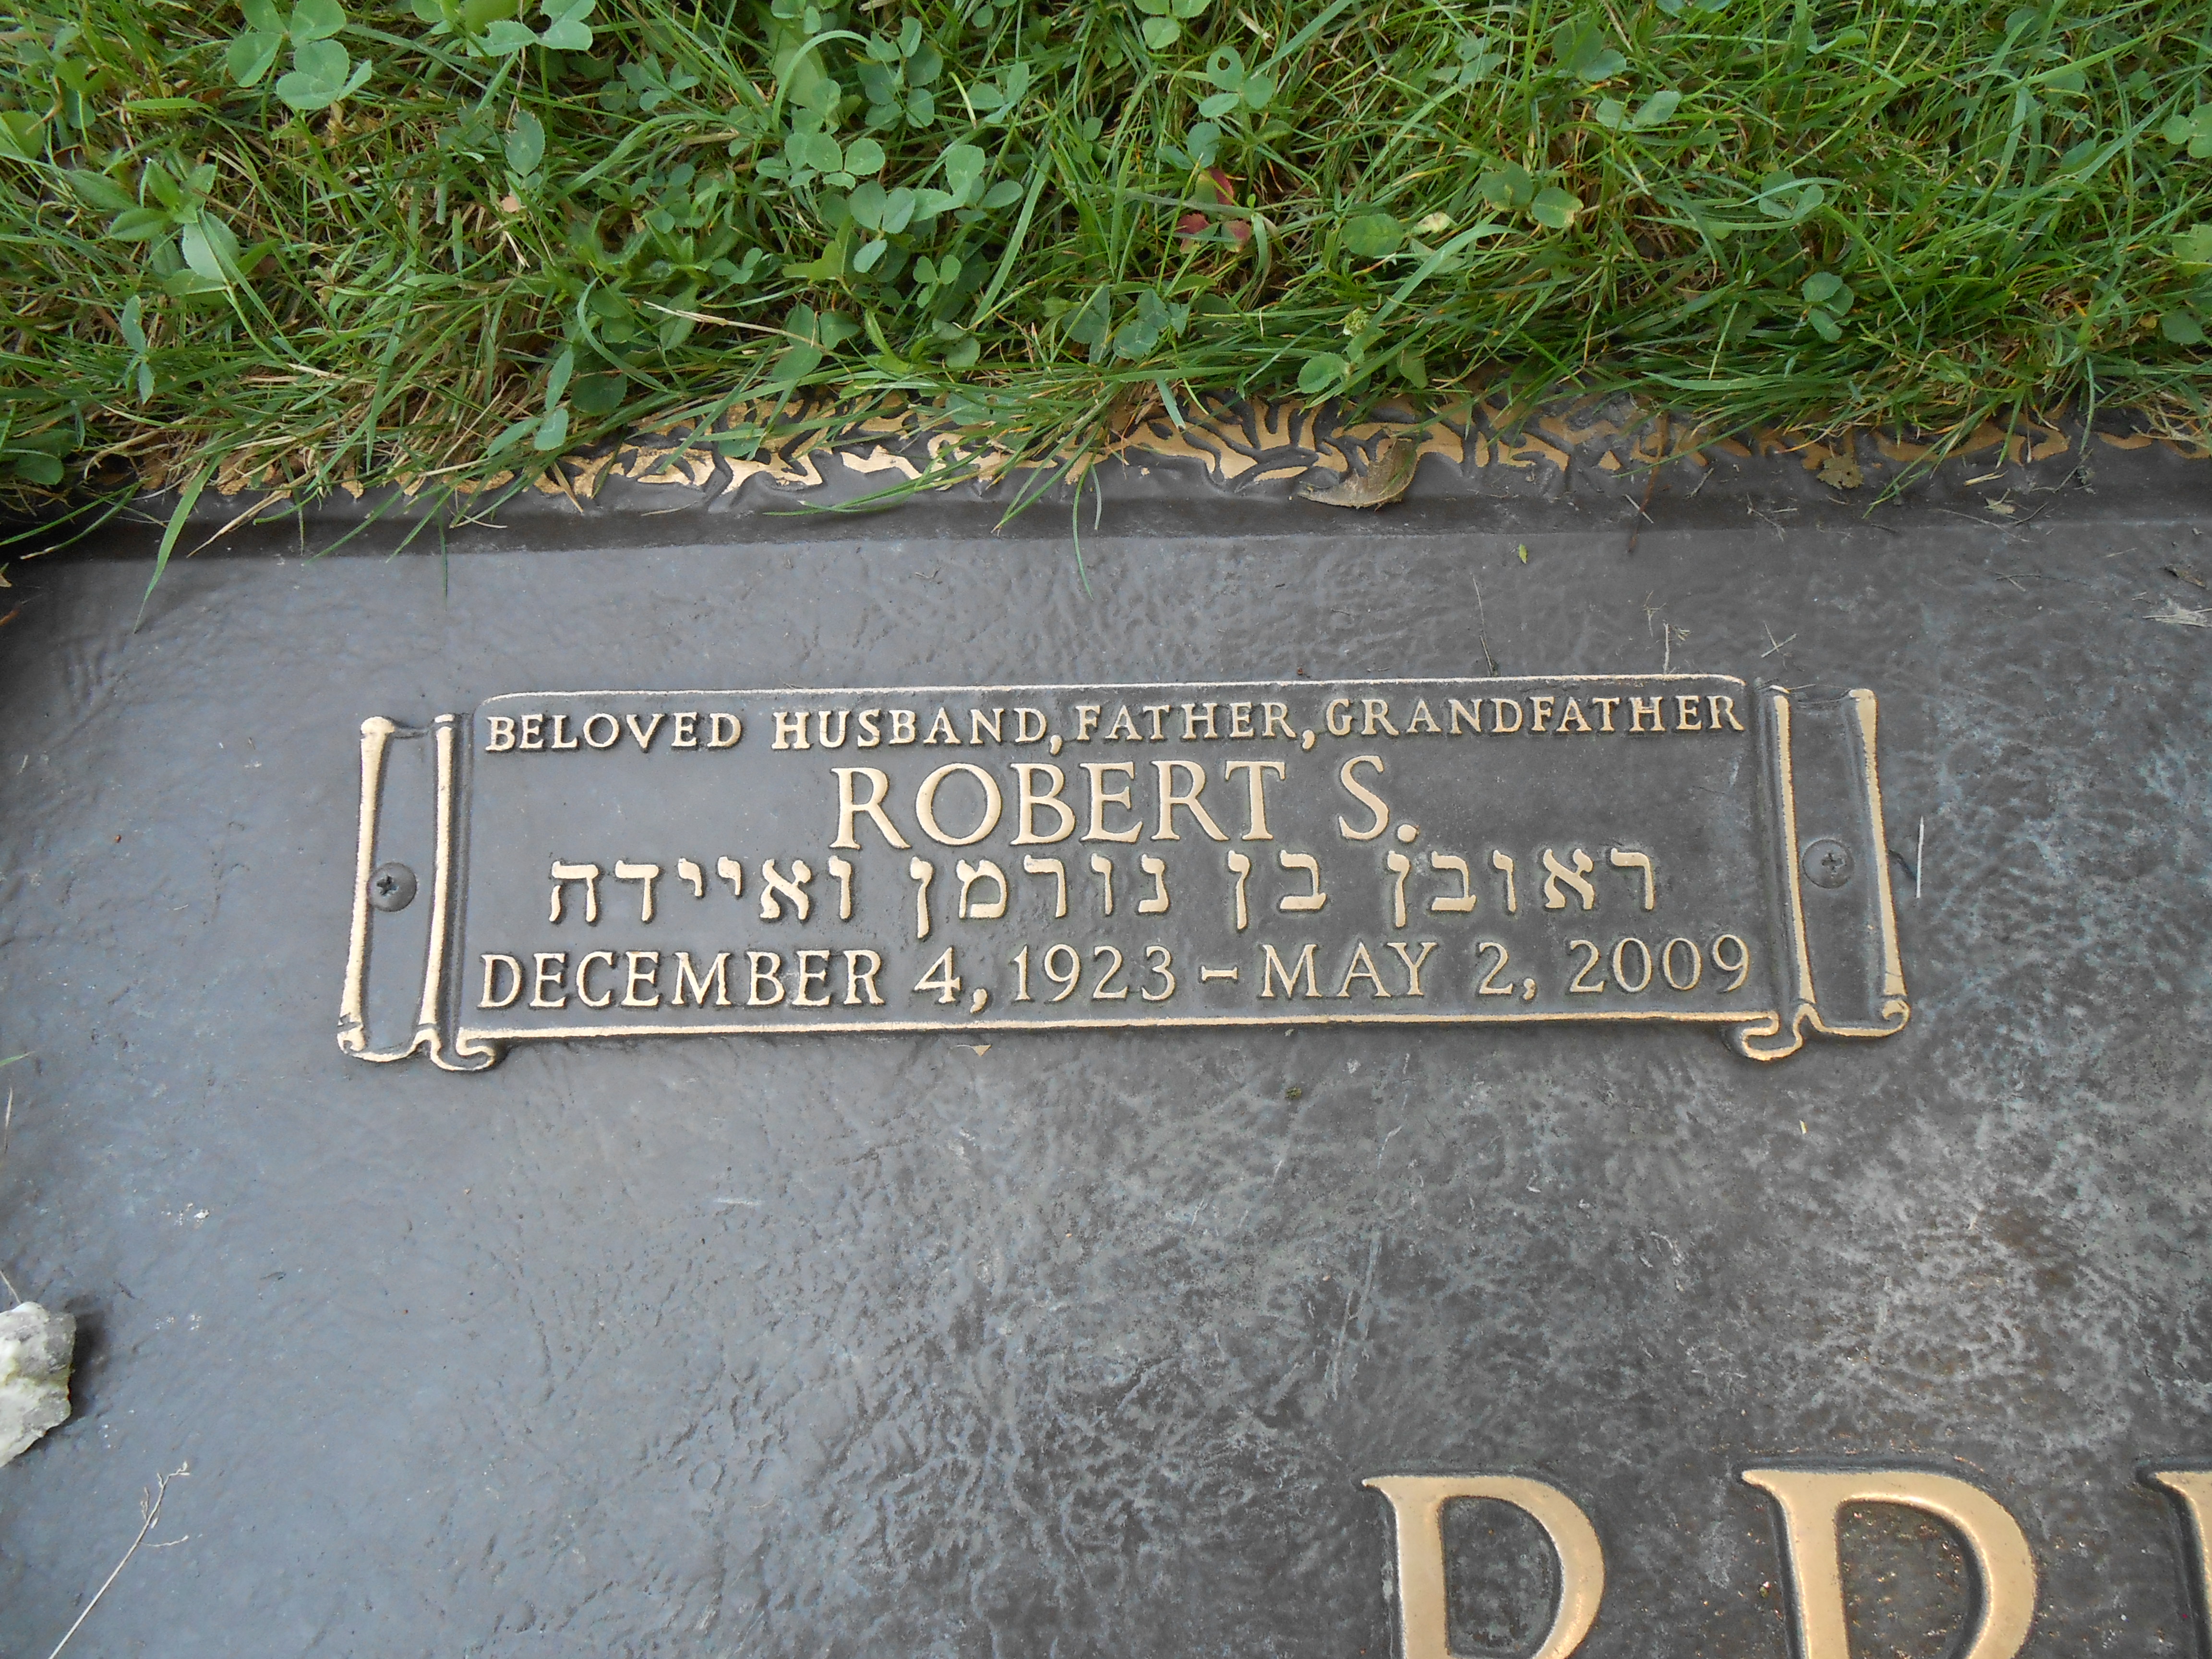 BELOVED HUSBAND, FATHER, GRANDFATHER
ROBERT S.
ראובן בן נורמן ואיידה
DECEMBER 4, 1923 - MAY 2, 2009